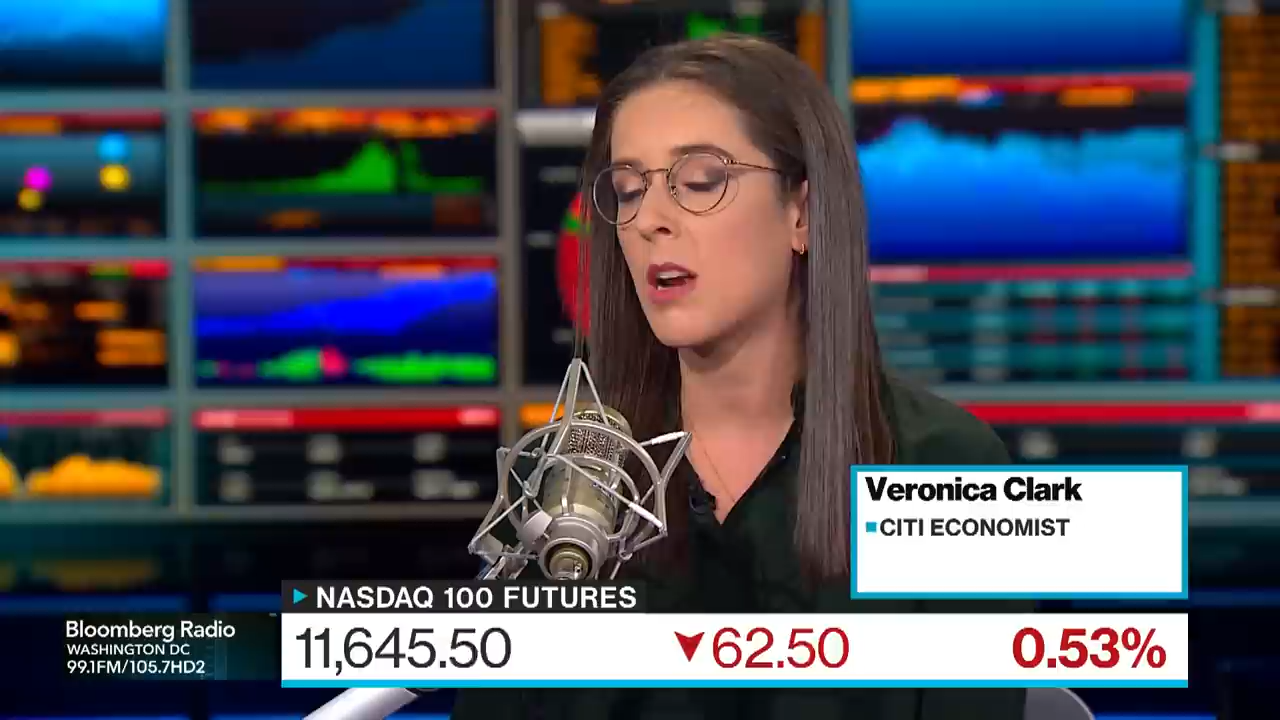 Veronica Clark
CITI ECONOMIST
NASDAQ 100 FUTURES
Bloomberg Radio
WASHINGTON DC
99.1FM/105.7HD2
11,645.50 ▼62.50 0.53%